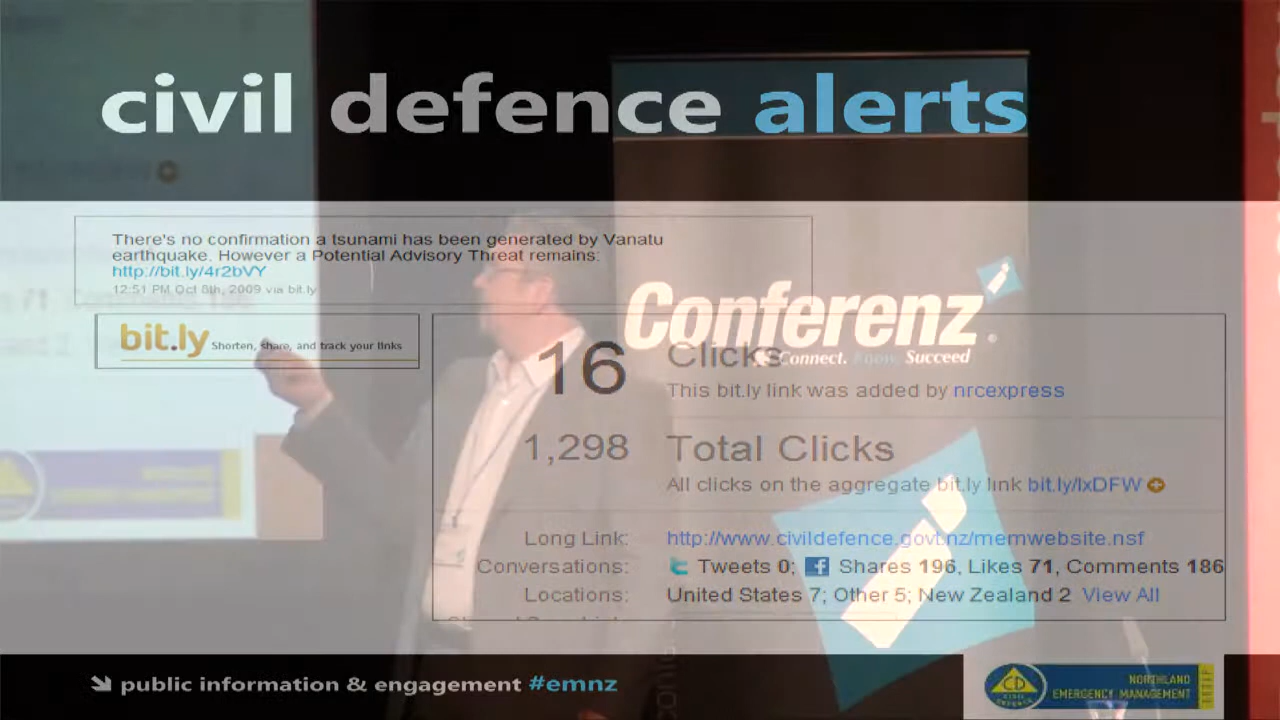 civil defence alerts
There's no confirmation a tsunami has been generated by Vanatu
earthquake. However a Potential Advisory Threat remains:
http://bit.ly/4r2bVY
12:51 PM Oct 8th, 2009 via bit.ly
bit.ly Shorten, share, and track your links
Conferenz
Connect. Know. Succeed
16 Clicks
This bit.ly link was added by nrcexpress
1,298 Total Clicks
All clicks on the aggregate bit.ly link bit.ly/IxDFW
Long Link: http://www.civildefence.govt.nz/memwebsite.nsf
Conversations: Tweets 0; Shares 196, Likes 71, Comments 186
Locations: United States 7; Other 5; New Zealand 2 View All
public information & engagement #emnz
CD
CIVIL
DEFENCE
NORTHLAND
EMERGENCY MANAGEMENT